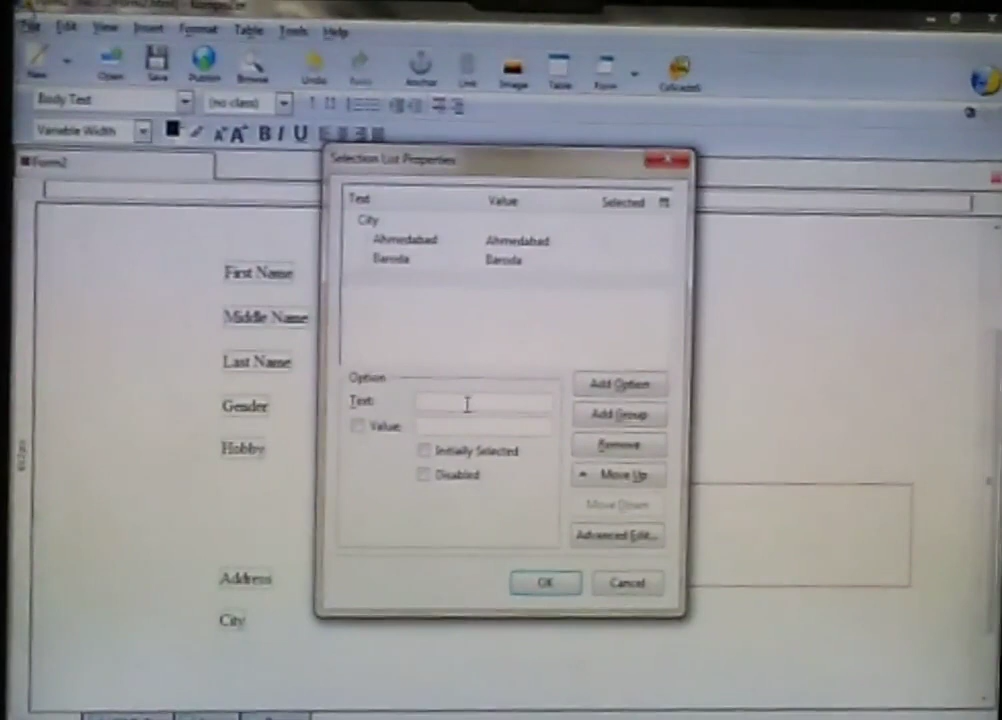 File Edit View Insert Format Table Tools Help
New Open Save Publish Browse Undo Redo Anchor Link Image Table Form CaScadeS
Body Text (no class)
Variable Width B I U
Form2
Selection List Properties
Text Value Selected
City
Ahmedabad Ahmedabad
Baroda Baroda
First Name
Middle Name
Last Name
Gender
Hobby
Address
City
Option
Text:
Value:
Initially Selected
Disabled
Add Option
Add Group
Remove
Move Up
Move Down
Advanced Edit...
OK Cancel